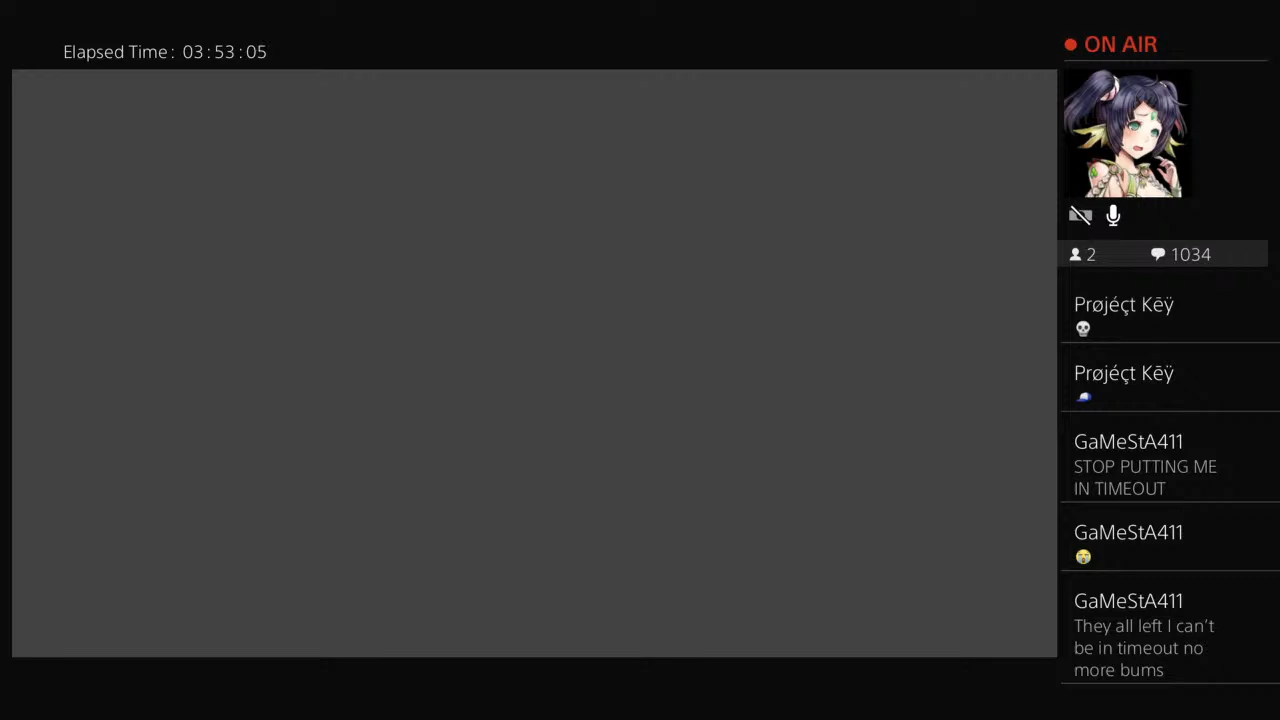 Elapsed Time: 03:53:05
ON AIR
2 1034
Prøjéçt Kēÿ
Prøjéçt Kēÿ
GaMeStA411
STOP PUTTING ME
IN TIMEOUT
GaMeStA411
GaMeStA411
They all left I can't
be in timeout no
more bums